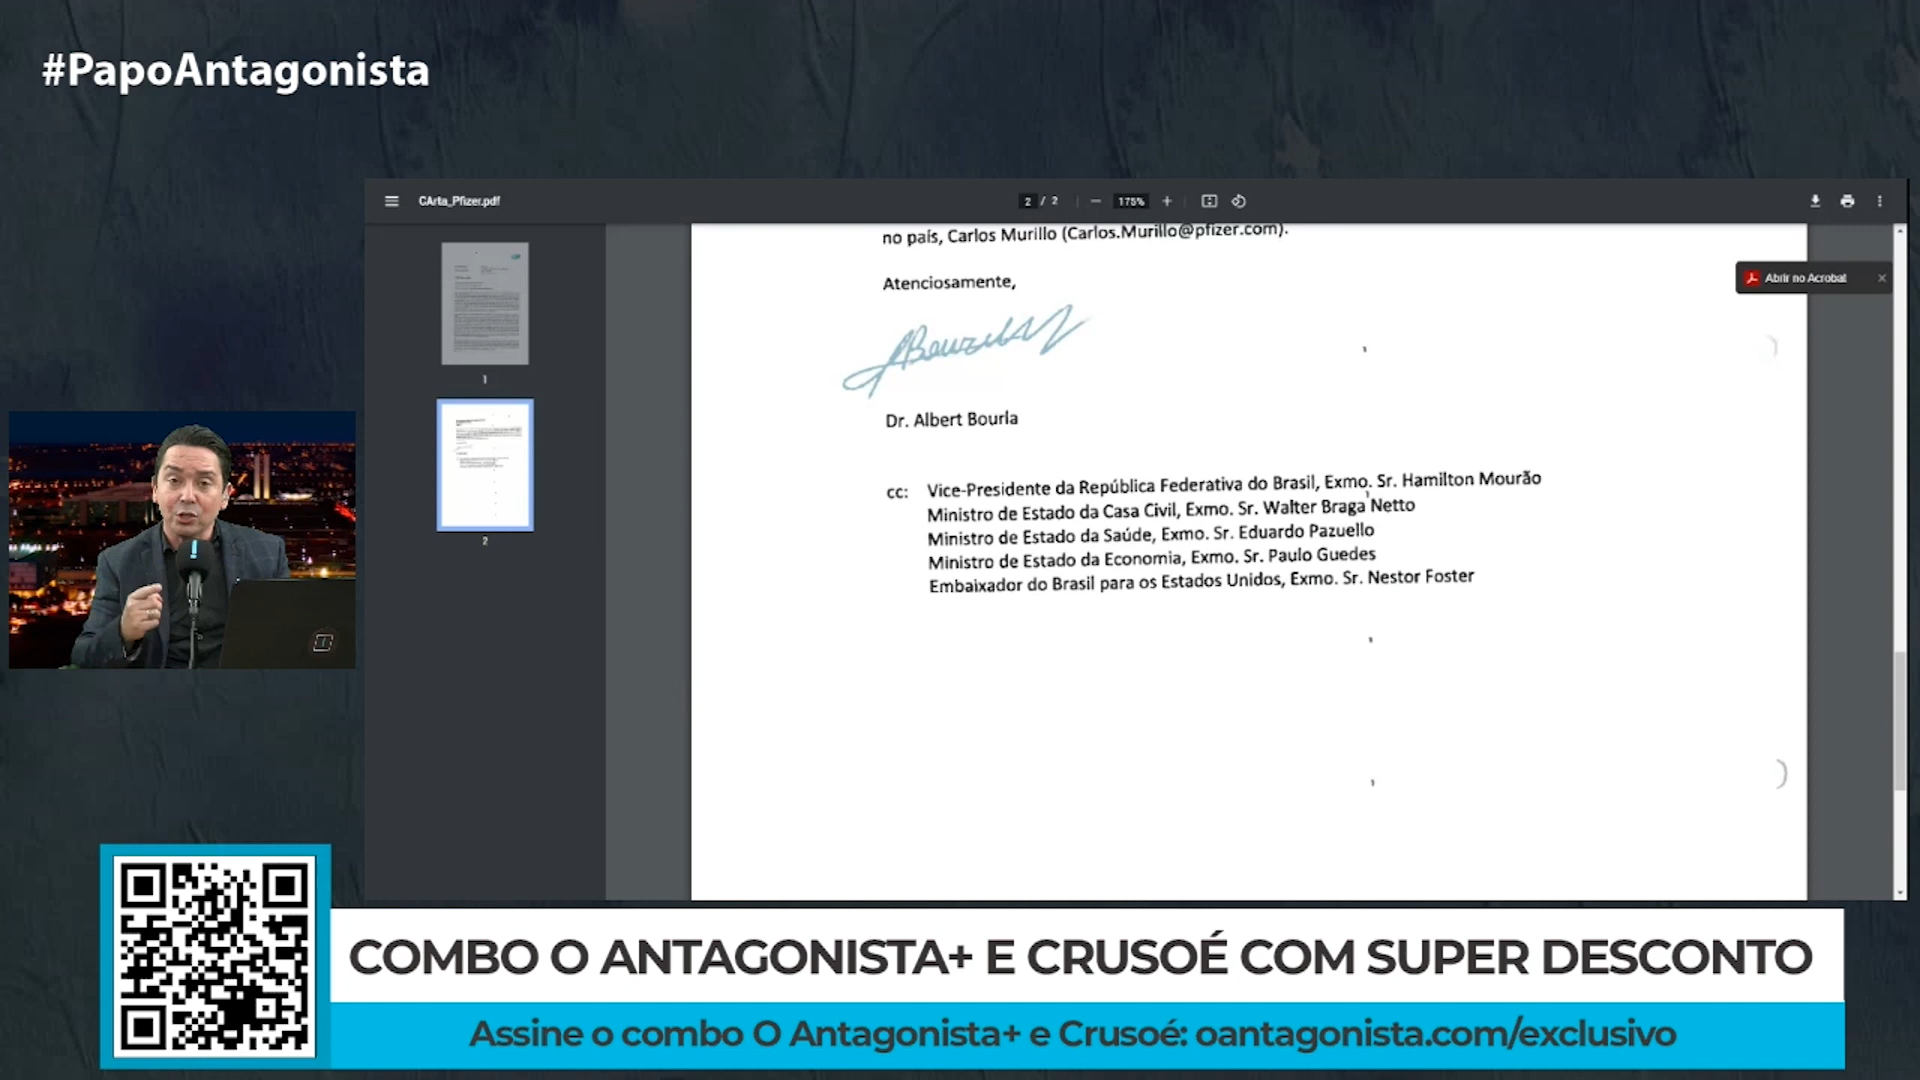 #PapoAntagonista
CArta_Pfizer.pdf
2 / 2
175%
no país, Carlos Murillo (Carlos.Murillo@pfizer.com).
Abrir no Acrobat
Atenciosamente,
1
Dr. Albert Bourla
cc: Vice-Presidente da República Federativa do Brasil, Exmo. Sr. Hamilton Mourão
Ministro de Estado da Casa Civil, Exmo. Sr. Walter Braga Netto
Ministro de Estado da Saúde, Exmo. Sr. Eduardo Pazuello
Ministro de Estado da Economia, Exmo. Sr. Paulo Guedes
Embaixador do Brasil para os Estados Unidos, Exmo. Sr. Nestor Foster
2
COMBO O ANTAGONISTA+ E CRUSOÉ COM SUPER DESCONTO
Assine o combo O Antagonista+ e Crusoé: oantagonista.com/exclusivo